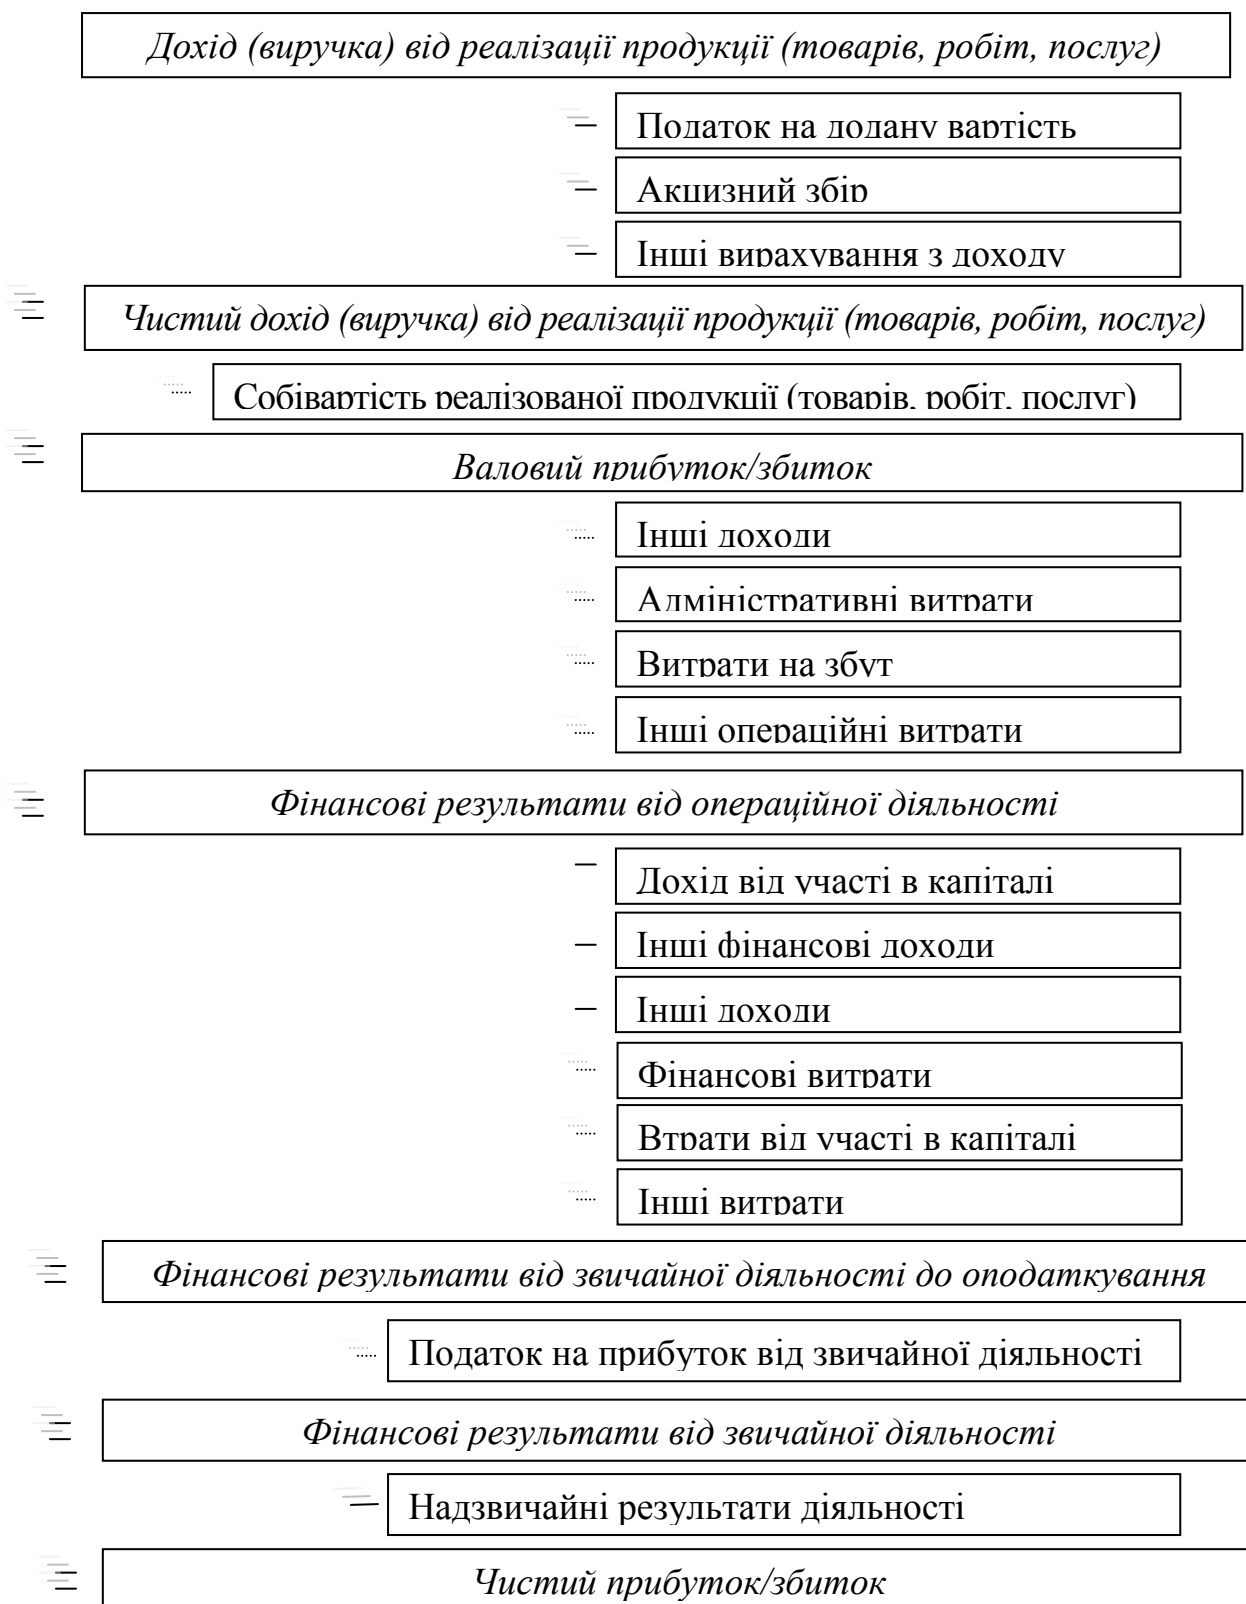 Дохід (виручка) від реалізації продукції (товарів, робіт, послуг)
– Податок на додану вартість
– Акцизний збір
– Інші вирахування з доходу
= Чистий дохід (виручка) від реалізації продукції (товарів, робіт, послуг)
Собівартість реалізованої продукції (товарів, робіт, послуг)
= Валовий прибуток/збиток
Інші доходи
Адміністративні витрати
Витрати на збут
Інші операційні витрати
= Фінансові результати від операційної діяльності
– Дохід від участі в капіталі
– Інші фінансові доходи
– Інші доходи
Фінансові витрати
Втрати від участі в капіталі
Інші витрати
= Фінансові результати від звичайної діяльності до оподаткування
Податок на прибуток від звичайної діяльності
= Фінансові результати від звичайної діяльності
– Надзвичайні результати діяльності
= Чистий прибуток/збиток